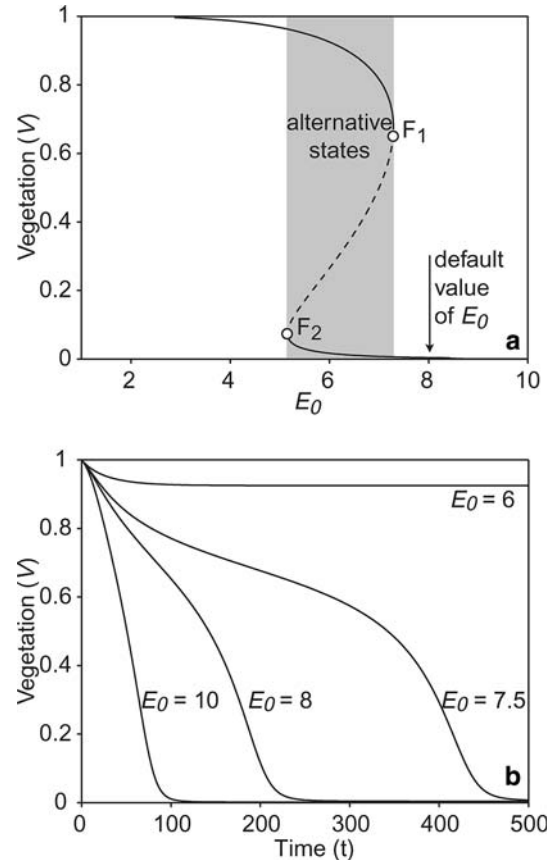 1
0.8
0.6
0.4
0.2
0
Vegetation (V)
alternative
states
F1
F2
default
value
of E0
a
2
4
6
8
10
E0
1
0.8
0.6
0.4
0.2
0
Vegetation (V)
E0 = 6
E0 = 10
E0 = 8
E0 = 7.5
b
0
100
200
300
400
500
Time (t)